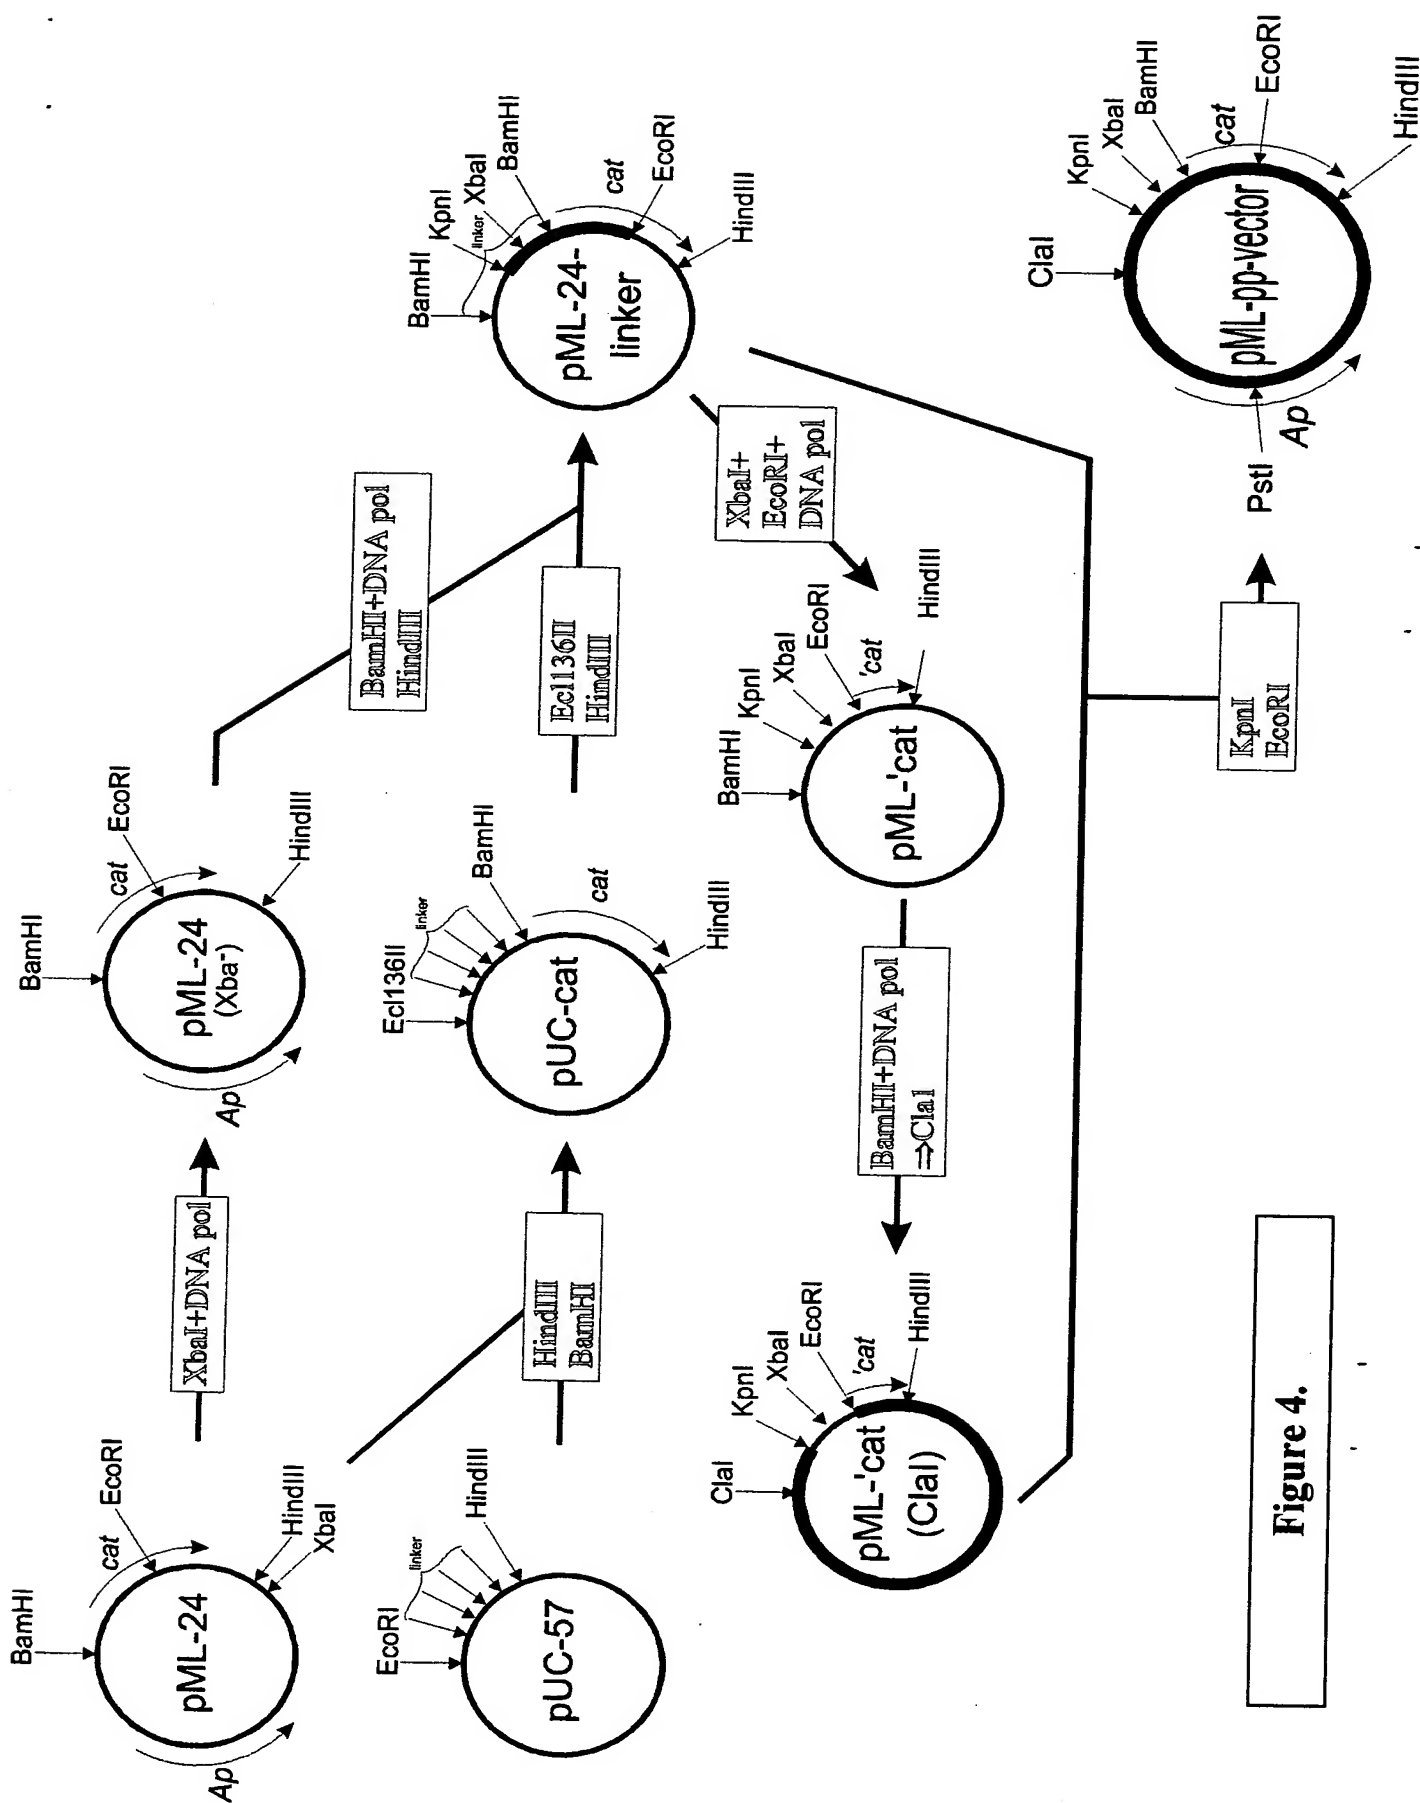 BamHI
cat
EcoRI
HindIII
XbaI
Ap
pML-24
XbaI+DNA pol
BamHI
cat
EcoRI
HindIII
Ap
pML-24
(Xba⁻)
BamHI+DNA pol
HindIII
EcoRI
linker
HindIII
pUC-57
HindIII
BamHI
Ecl136II
linker
BamHI
cat
HindIII
pUC-cat
Ecl136II
HindIII
BamHI
KpnI
linker
XbaI
BamHI
cat
EcoRI
HindIII
pML-24-
linker
XbaI+
EcoRI+
DNA pol
BamHI
KpnI
XbaI
EcoRI
'cat
HindIII
pML-'cat
BamHI+DNA pol
⇒Cla1
ClaI
KpnI
XbaI
EcoRI
'cat
HindIII
pML-'cat
(ClaI)
KpnI
EcoRI
ClaI
KpnI
XbaI
BamHI
cat
EcoRI
HindIII
PstI
Ap
pML-pp-vector
Figure 4.